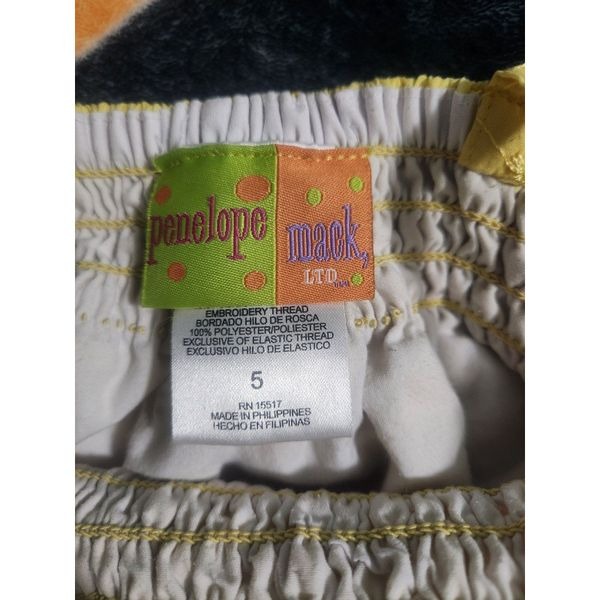 penelope mack,
LTD.
EMBROIDERY THREAD
BORDADO HILO DE ROSCA
100% POLYESTER/POLIESTER
EXCLUSIVE OF ELASTIC THREAD
EXCLUSIVO HILO DE ELASTICO
5
RN 15517
MADE IN PHILIPPINES
HECHO EN FILIPINAS